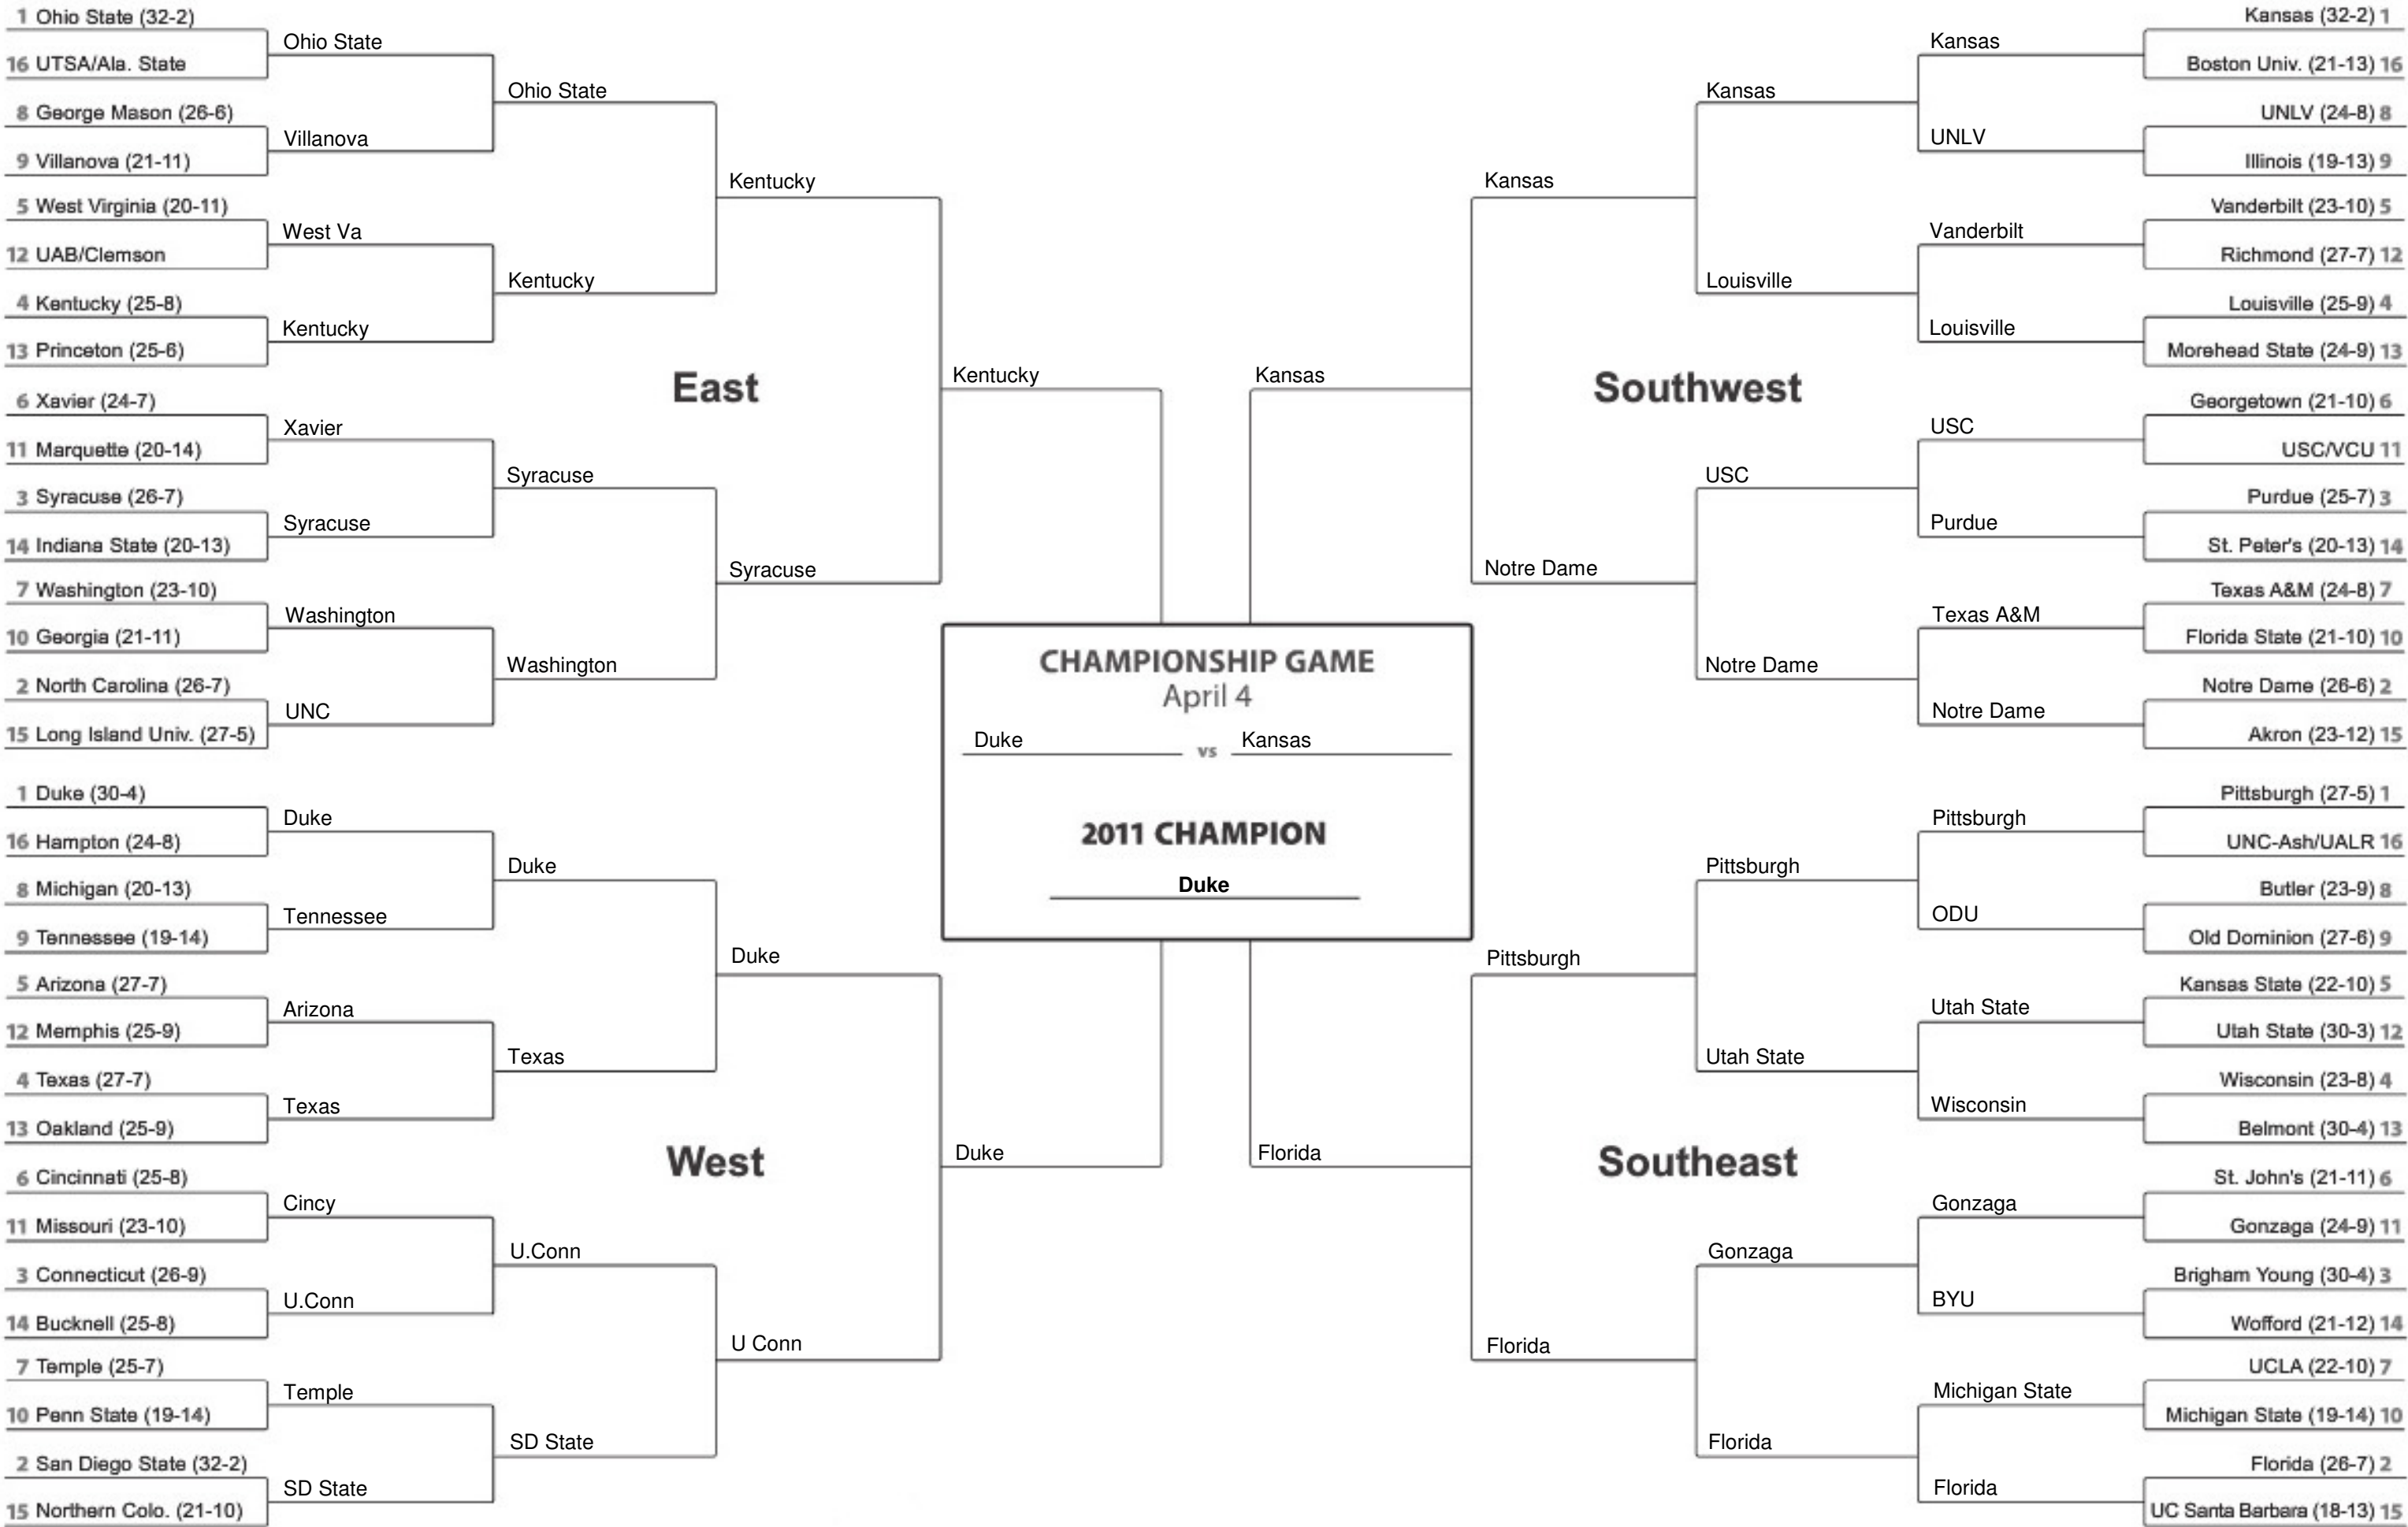 1 Ohio State (32-2)
16 UTSA/Ala. State
8 George Mason (26-6)
9 Villanova (21-11)
5 West Virginia (20-11)
12 UAB/Clemson
4 Kentucky (25-8)
13 Princeton (25-6)
6 Xavier (24-7)
11 Marquette (20-14)
3 Syracuse (26-7)
14 Indiana State (20-13)
7 Washington (23-10)
10 Georgia (21-11)
2 North Carolina (26-7)
15 Long Island Univ. (27-5)
Ohio State
Villanova
West Va
Kentucky
Xavier
Syracuse
Washington
UNC
Ohio State
Kentucky
Syracuse
Washington
Kentucky
Syracuse
East
Kentucky
1 Duke (30-4)
16 Hampton (24-8)
8 Michigan (20-13)
9 Tennessee (19-14)
5 Arizona (27-7)
12 Memphis (25-9)
4 Texas (27-7)
13 Oakland (25-9)
6 Cincinnati (25-8)
11 Missouri (23-10)
3 Connecticut (26-9)
14 Bucknell (25-8)
7 Temple (25-7)
10 Penn State (19-14)
2 San Diego State (32-2)
15 Northern Colo. (21-10)
Duke
Tennessee
Arizona
Texas
Cincy
U.Conn
Temple
SD State
Duke
Texas
U.Conn
SD State
Duke
U Conn
West
Duke
CHAMPIONSHIP GAME
April 4
Duke vs Kansas
2011 CHAMPION
Duke
Kansas
Southwest
Kansas
Notre Dame
Kansas
Louisville
USC
Notre Dame
Kansas
UNLV
Vanderbilt
Louisville
USC
Purdue
Texas A&M
Notre Dame
Kansas (32-2) 1
Boston Univ. (21-13) 16
UNLV (24-8) 8
Illinois (19-13) 9
Vanderbilt (23-10) 5
Richmond (27-7) 12
Louisville (25-9) 4
Morehead State (24-9) 13
Georgetown (21-10) 6
USC/VCU 11
Purdue (25-7) 3
St. Peter's (20-13) 14
Texas A&M (24-8) 7
Florida State (21-10) 10
Notre Dame (26-6) 2
Akron (23-12) 15
Florida
Southeast
Pittsburgh
Florida
Pittsburgh
Utah State
Gonzaga
Florida
Pittsburgh
ODU
Utah State
Wisconsin
Gonzaga
BYU
Michigan State
Florida
Pittsburgh (27-5) 1
UNC-Ash/UALR 16
Butler (23-9) 8
Old Dominion (27-6) 9
Kansas State (22-10) 5
Utah State (30-3) 12
Wisconsin (23-8) 4
Belmont (30-4) 13
St. John's (21-11) 6
Gonzaga (24-9) 11
Brigham Young (30-4) 3
Wofford (21-12) 14
UCLA (22-10) 7
Michigan State (19-14) 10
Florida (26-7) 2
UC Santa Barbara (18-13) 15